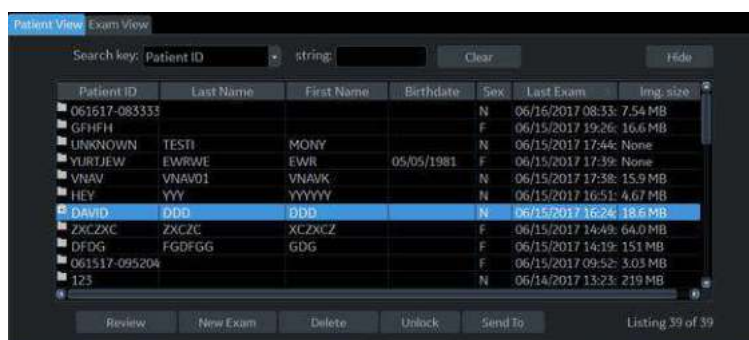 Patient View Exam View
Search key: Patient ID string: Clear Hide
Patient ID Last Name First Name Birthdate Sex Last Exam Img. size
061617-083333 N 06/16/2017 08:33: 7.54 MB
GFHFH F 06/15/2017 19:26: 16.6 MB
UNKNOWN TESTI MONY N 06/15/2017 17:44: None
YURTJEW EWRWE EWR 05/05/1981 F 06/15/2017 17:39: None
VNAV VNAV01 VNAVK F 06/15/2017 17:38: 15.9 MB
HEY YYY YYYYYY N 06/15/2017 16:51: 4.67 MB
DAVID DDD DDD N 06/15/2017 16:24: 18.6 MB
ZXCZXC ZXCZC XCZXCZ F 06/15/2017 14:49: 64.0 MB
DFDG FGDFGG GDG F 06/15/2017 14:19: 151 MB
061517-095204 F 06/15/2017 09:52: 3.03 MB
123 N 06/14/2017 13:23: 219 MB
Review New Exam Delete Unlock Send To Listing 39 of 39